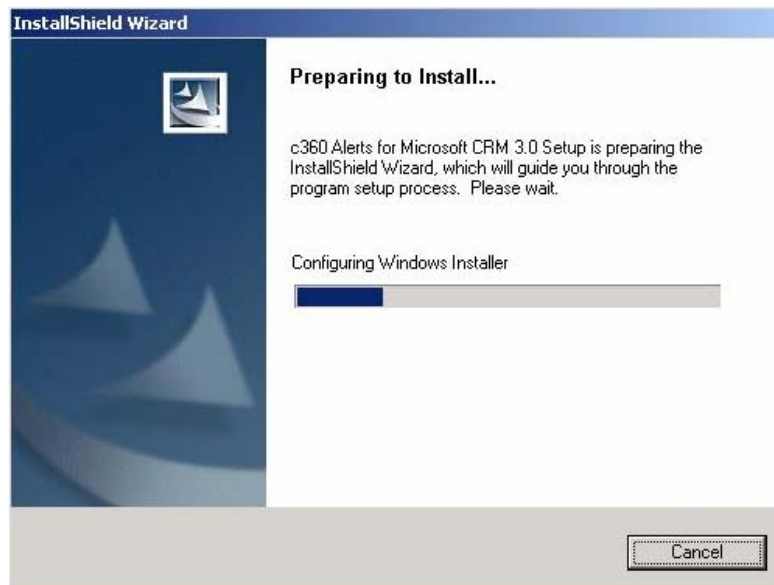 InstallShield Wizard
Preparing to Install...
c360 Alerts for Microsoft CRM 3.0 Setup is preparing the
InstallShield Wizard, which will guide you through the
program setup process. Please wait.
Configuring Windows Installer
Cancel